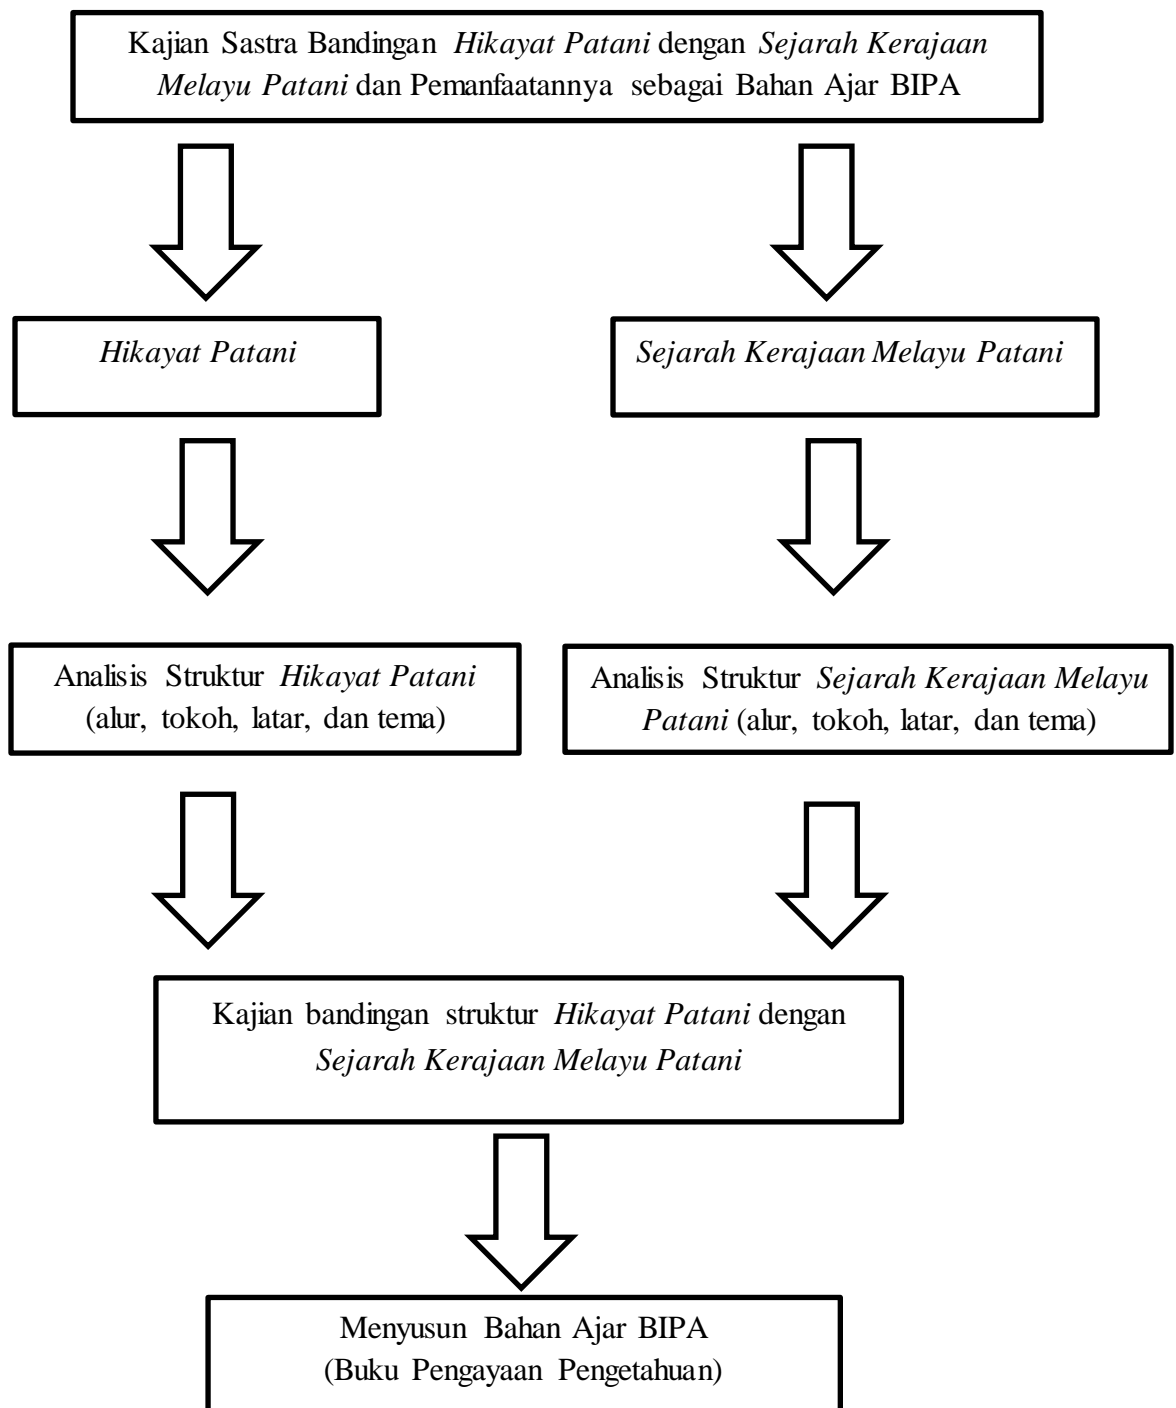 Kajian Sastra Bandingan Hikayat Patani dengan Sejarah Kerajaan
Melayu Patani dan Pemanfaatannya sebagai Bahan Ajar BIPA
Hikayat Patani
Sejarah Kerajaan Melayu Patani
Analisis Struktur Hikayat Patani
(alur, tokoh, latar, dan tema)
Analisis Struktur Sejarah Kerajaan Melayu
Patani (alur, tokoh, latar, dan tema)
Kajian bandingan struktur Hikayat Patani dengan
Sejarah Kerajaan Melayu Patani
Menyusun Bahan Ajar BIPA
(Buku Pengayaan Pengetahuan)